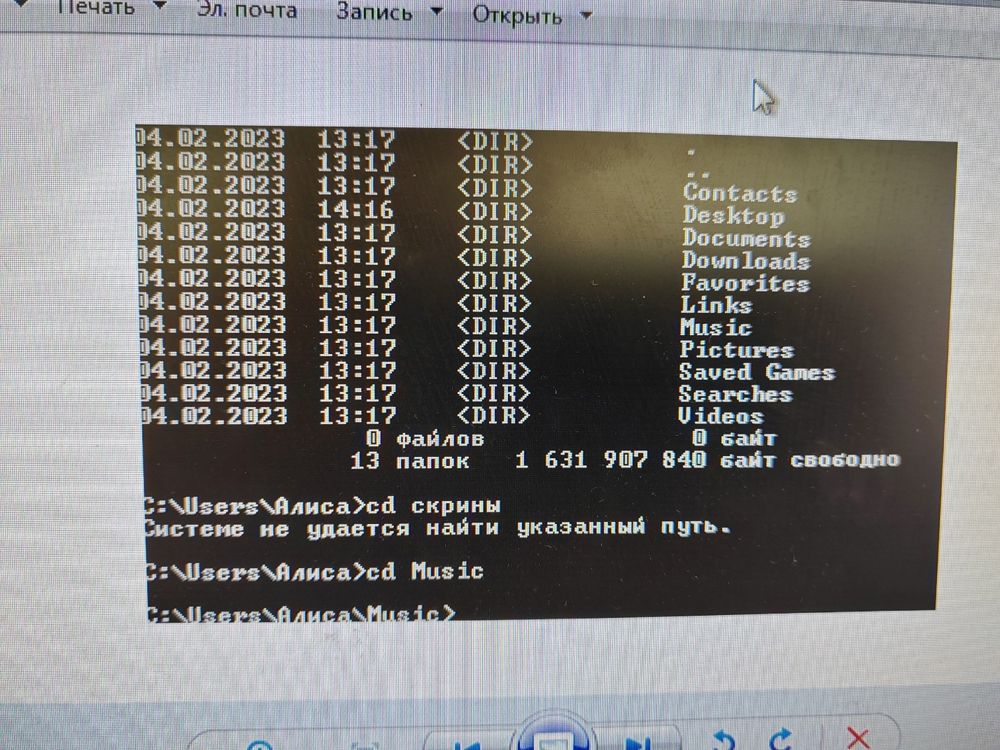 Печать Эл. почта Запись Открыть
04.02.2023 13:17 <DIR> .
04.02.2023 13:17 <DIR> ..
04.02.2023 13:17 <DIR> Contacts
04.02.2023 14:16 <DIR> Desktop
04.02.2023 13:17 <DIR> Documents
04.02.2023 13:17 <DIR> Downloads
04.02.2023 13:17 <DIR> Favorites
04.02.2023 13:17 <DIR> Links
04.02.2023 13:17 <DIR> Music
04.02.2023 13:17 <DIR> Pictures
04.02.2023 13:17 <DIR> Saved Games
04.02.2023 13:17 <DIR> Searches
04.02.2023 13:17 <DIR> Videos
0 файлов 0 байт
13 папок 1 631 907 840 байт свободно
C:\Users\Алиса>cd скрины
Системе не удается найти указанный путь.
C:\Users\Алиса>cd Music
C:\Users\Алиса\Music>